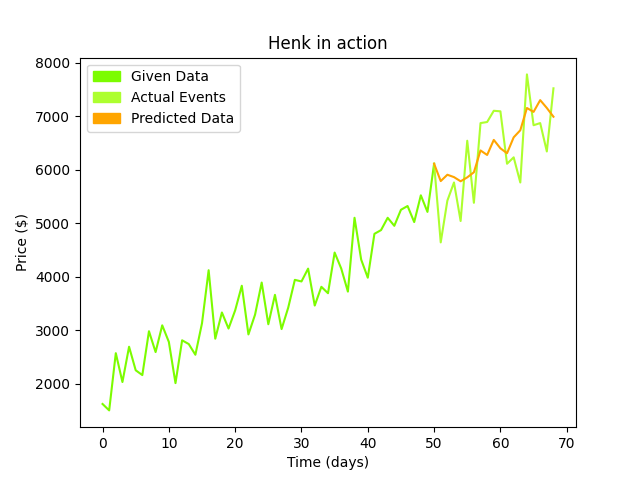 Henk in action
Given Data
Actual Events
Predicted Data
8000
7000
6000
5000
4000
3000
2000
Price ($)
0 10 20 30 40 50 60 70
Time (days)